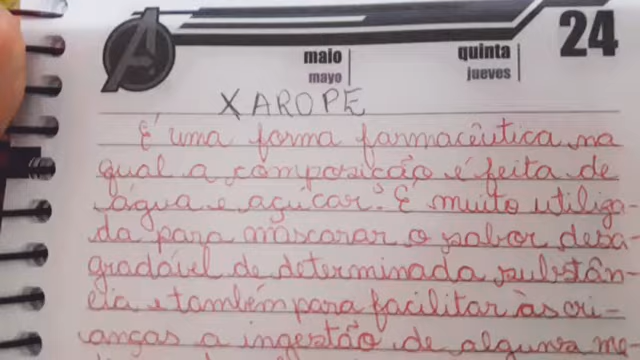 maio
mayo
quinta
jueves
24
XAROPE
É uma forma farmacêutica na
qual a composição é feita de
água e açúcar. É muito utiliga-
da para mascarar o sabor desa-
gradável de determinada substân-
cia e também para facilitar às cri-
anças a ingestão de alguns me-